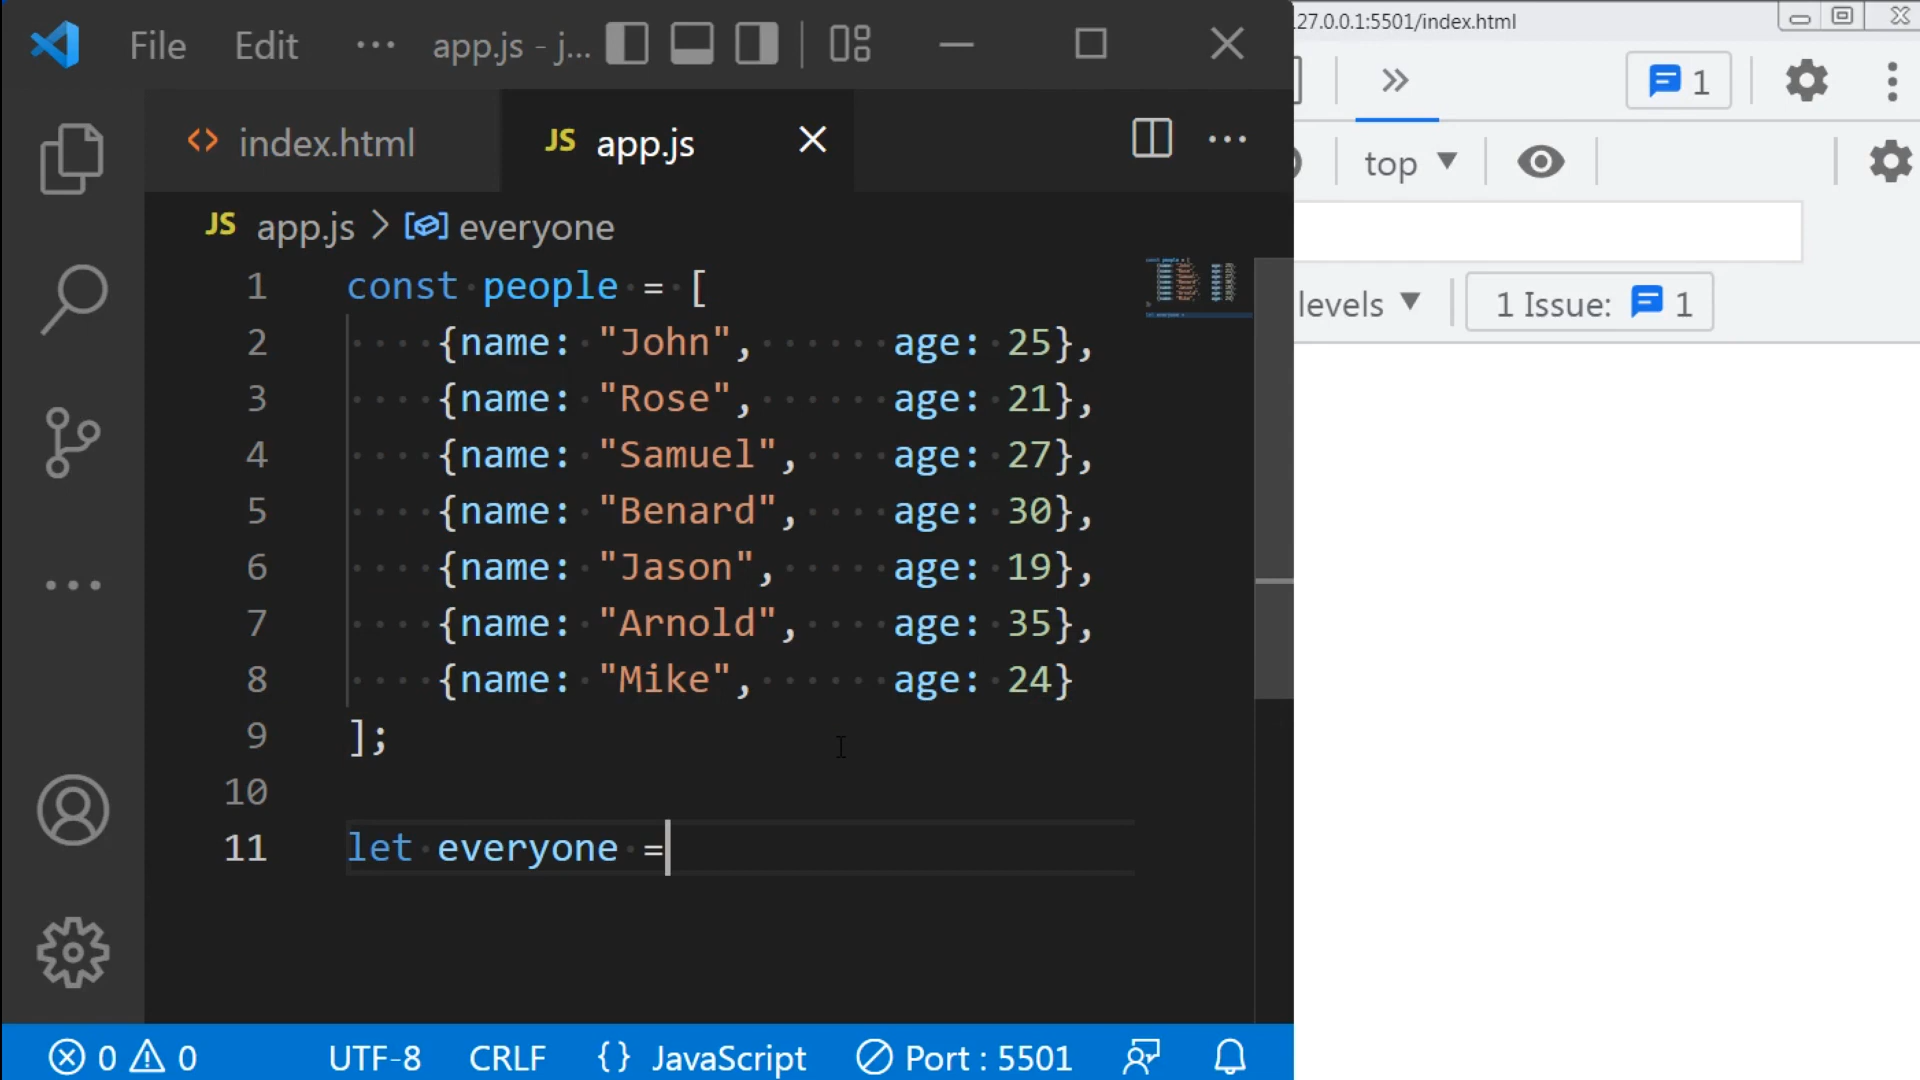 File Edit ··· app.js - j...
27.0.0.1:5501/index.html
1
index.html
JS app.js
top
JS app.js > everyone
levels
1 Issue: 1
1 const people = [
2 {name: "John", age: 25},
3 {name: "Rose", age: 21},
4 {name: "Samuel", age: 27},
5 {name: "Benard", age: 30},
6 {name: "Jason", age: 19},
7 {name: "Arnold", age: 35},
8 {name: "Mike", age: 24}
9 ];
10
11 let everyone =
0 0 UTF-8 CRLF {} JavaScript Port : 5501